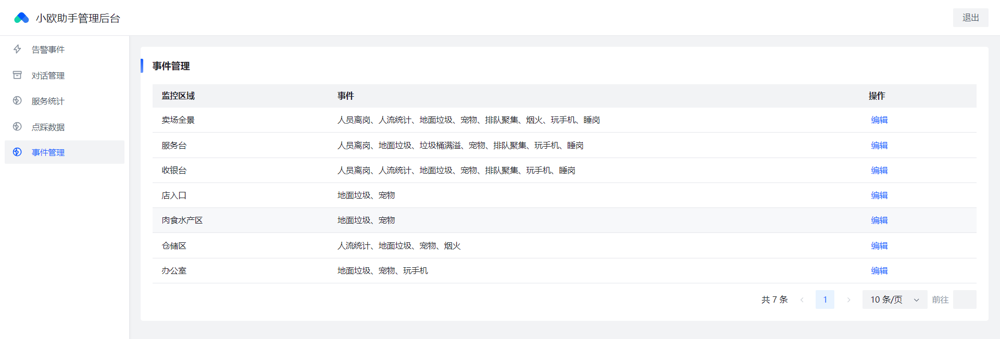 小欧助手管理后台
退出
告警事件
对话管理
服务统计
点踩数据
事件管理
事件管理
监控区域 事件 操作
卖场全景 人员离岗、人流统计、地面垃圾、宠物、排队聚集、烟火、玩手机、睡岗 编辑
服务台 人员离岗、地面垃圾、垃圾桶满溢、宠物、排队聚集、玩手机、睡岗 编辑
收银台 人员离岗、人流统计、地面垃圾、宠物、排队聚集、玩手机、睡岗 编辑
店入口 地面垃圾、宠物 编辑
肉食水产区 地面垃圾、宠物 编辑
仓储区 人流统计、地面垃圾、宠物、烟火 编辑
办公室 地面垃圾、宠物、玩手机 编辑
共 7 条 1 10 条/页 前往